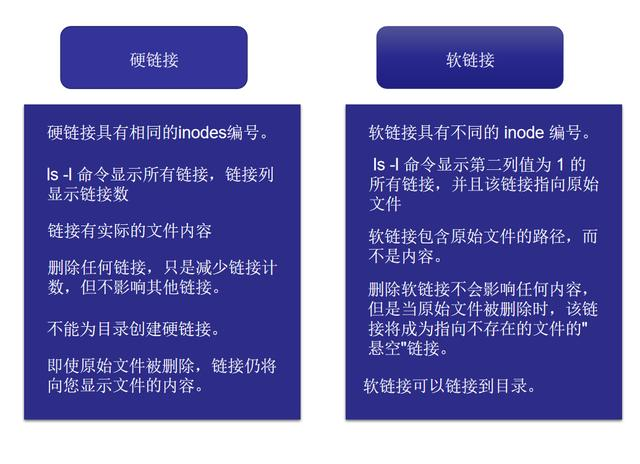 硬链接
硬链接具有相同的inodes编号。
ls -l 命令显示所有链接，链接列
显示链接数
链接有实际的文件内容
删除任何链接，只是减少链接计
数，但不影响其他链接。
不能为目录创建硬链接。
即使原始文件被删除，链接仍将
向您显示文件的内容。
软链接
软链接具有不同的 inode 编号。
ls -l 命令显示第二列值为 1 的
所有链接，并且该链接指向原始
文件
软链接包含原始文件的路径，而
不是内容。
删除软链接不会影响任何内容，
但是当原始文件被删除时，该链
接将成为指向不存在的文件的"
悬空"链接。
软链接可以链接到目录。